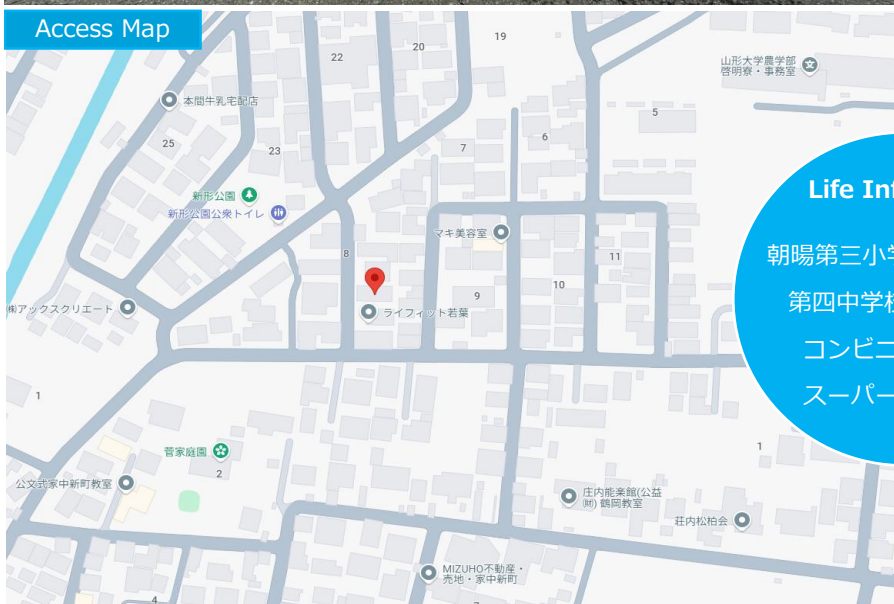 Access Map
19
20
22
山形大学農学部
啓明寮・事務室
本間牛乳宅配店
5
6
25
7
23
Life Inf
新形公園
新形公園公衆トイレ
マキ美容室
朝暘第三小学
8
11
10
9
㈱アックスクリエート
ライフィット若葉
第四中学校
コンビニ
スーパー
1
1
菅家庭園
2
公文式家中新町教室
庄内能楽館(公益
㈶) 鶴岡教室
荘内松柏会
MIZUHO不動産・
売地・家中新町
4